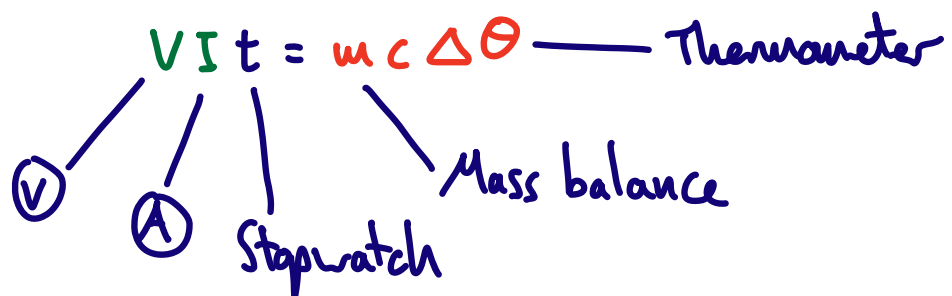 VIt = mcΔθ
Thermometer
V
A
Stopwatch
Mass balance